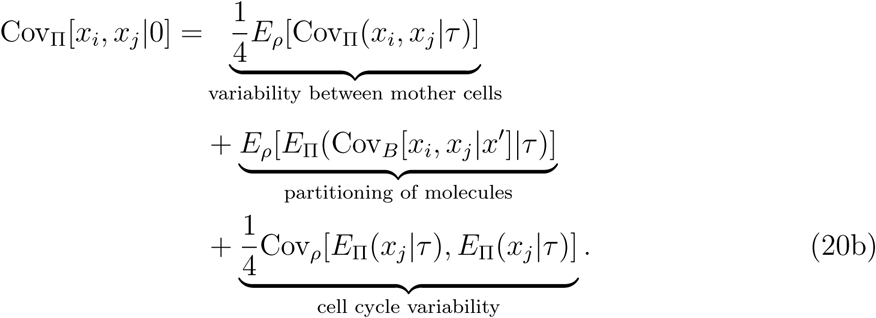 Cov_Π[x_i, x_j|0] = 1/4 E_ρ[Cov_Π(x_i, x_j|τ)]
variability between mother cells
+ E_ρ[E_Π(Cov_B[x_i, x_j|x′]|τ)]
partitioning of molecules
+ 1/4 Cov_ρ[E_Π(x_j|τ), E_Π(x_j|τ)] . (20b)
cell cycle variability